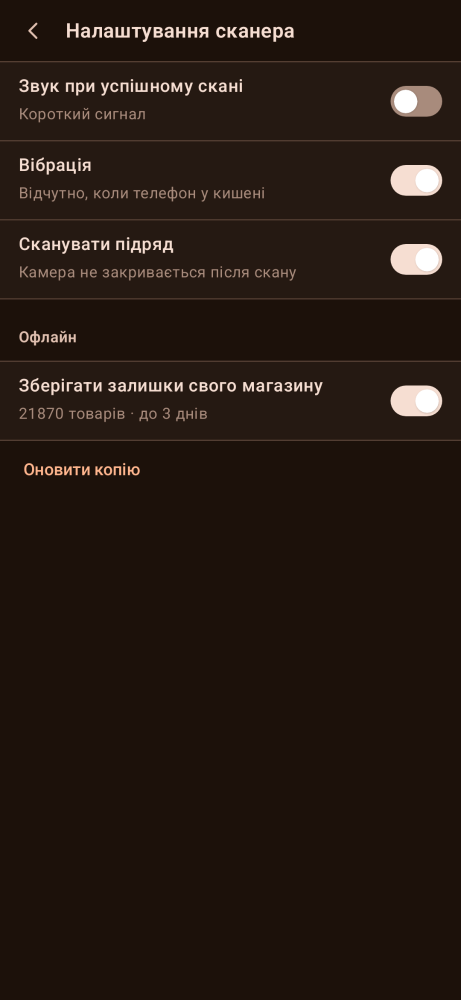 Налаштування сканера
Звук при успішному скані
Короткий сигнал
Вібрація
Відчутно, коли телефон у кишені
Сканувати підряд
Камера не закривається після скану
Офлайн
Зберігати залишки свого магазину
21870 товарів · до 3 днів
Оновити копію